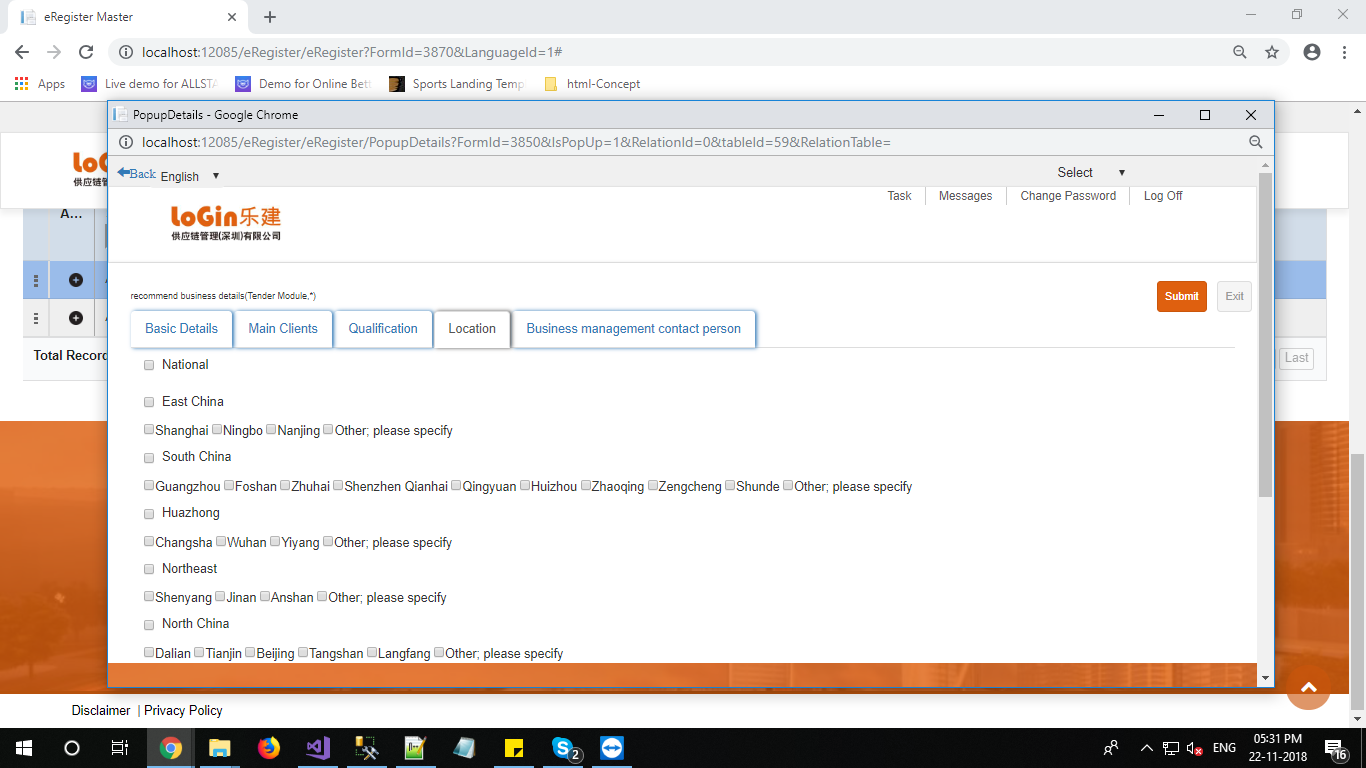 eRegister Master
localhost:12085/eRegister/eRegister?FormId=3870&LanguageId=1#
Apps Live demo for ALLST Demo for Online Bett Sports Landing Temp html-Concept
PopupDetails - Google Chrome
localhost:12085/eRegister/eRegister/PopupDetails?FormId=3850&IsPopUp=1&RelationId=0&tableId=59&RelationTable=
Back English Select
Task Messages Change Password Log Off
LoGin乐建
供应链管理(深圳)有限公司
A...
recommend business details(Tender Module,*)
Submit Exit
Basic Details Main Clients Qualification Location Business management contact person
National
East China
Shanghai Ningbo Nanjing Other; please specify
South China
Guangzhou Foshan Zhuhai Shenzhen Qianhai Qingyuan Huizhou Zhaoqing Zengcheng Shunde Other; please specify
Huazhong
Changsha Wuhan Yiyang Other; please specify
Northeast
Shenyang Jinan Anshan Other; please specify
North China
Dalian Tianjin Beijing Tangshan Langfang Other; please specify
Total Record
Last
Disclaimer | Privacy Policy
2
ENG
05:31 PM
22-11-2018
16